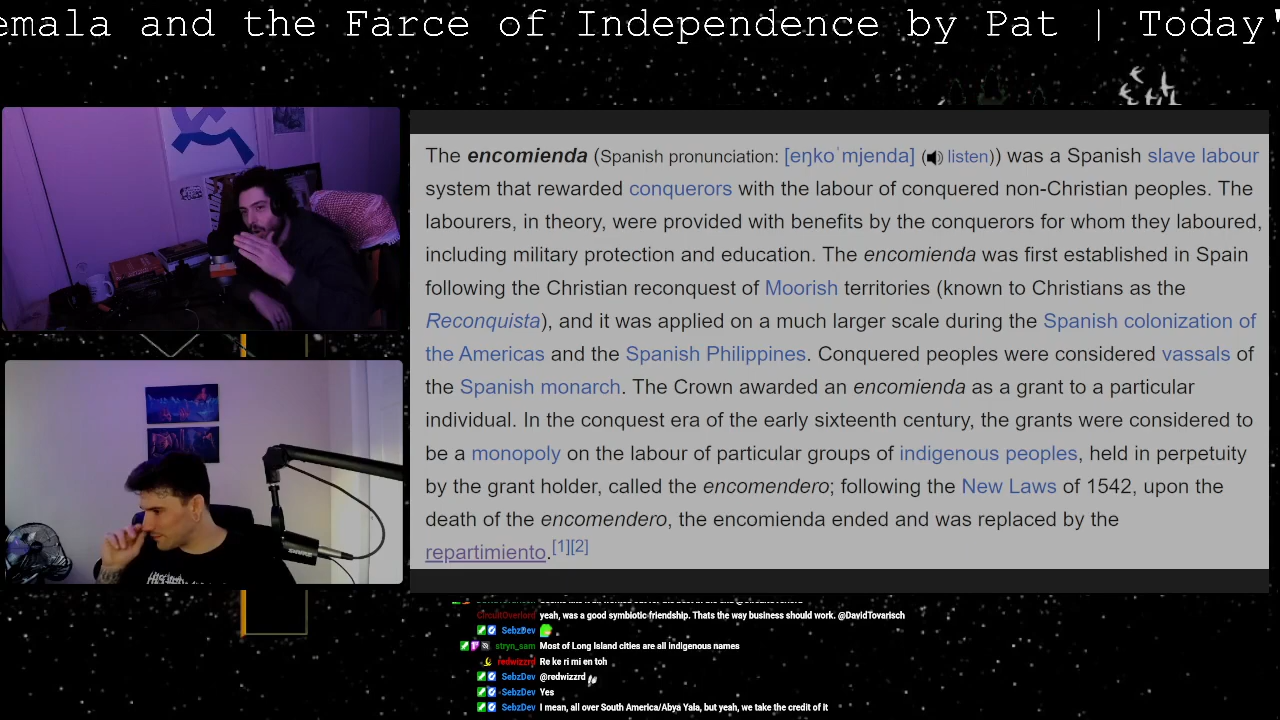 emala and the Farce of Independence by Pat | Today'
The encomienda (Spanish pronunciation: [eŋkoˈmjenda] (listen)) was a Spanish slave labour
system that rewarded conquerors with the labour of conquered non-Christian peoples. The
labourers, in theory, were provided with benefits by the conquerors for whom they laboured,
including military protection and education. The encomienda was first established in Spain
following the Christian reconquest of Moorish territories (known to Christians as the
Reconquista), and it was applied on a much larger scale during the Spanish colonization of
the Americas and the Spanish Philippines. Conquered peoples were considered vassals of
the Spanish monarch. The Crown awarded an encomienda as a grant to a particular
individual. In the conquest era of the early sixteenth century, the grants were considered to
be a monopoly on the labour of particular groups of indigenous peoples, held in perpetuity
by the grant holder, called the encomendero; following the New Laws of 1542, upon the
death of the encomendero, the encomienda ended and was replaced by the
repartimiento.[1][2]
CircuitOverlord yeah, was a good symbiotic friendship. Thats the way business should work. @DavidTovarisch
SebzDev
stryn_sam Most of Long Island cities are all indigenous names
redwizzrd Re ke ri mi en toh
SebzDev @redwizzrd
SebzDev Yes
SebzDev I mean, all over South America/Abya Yala, but yeah, we take the credit of it